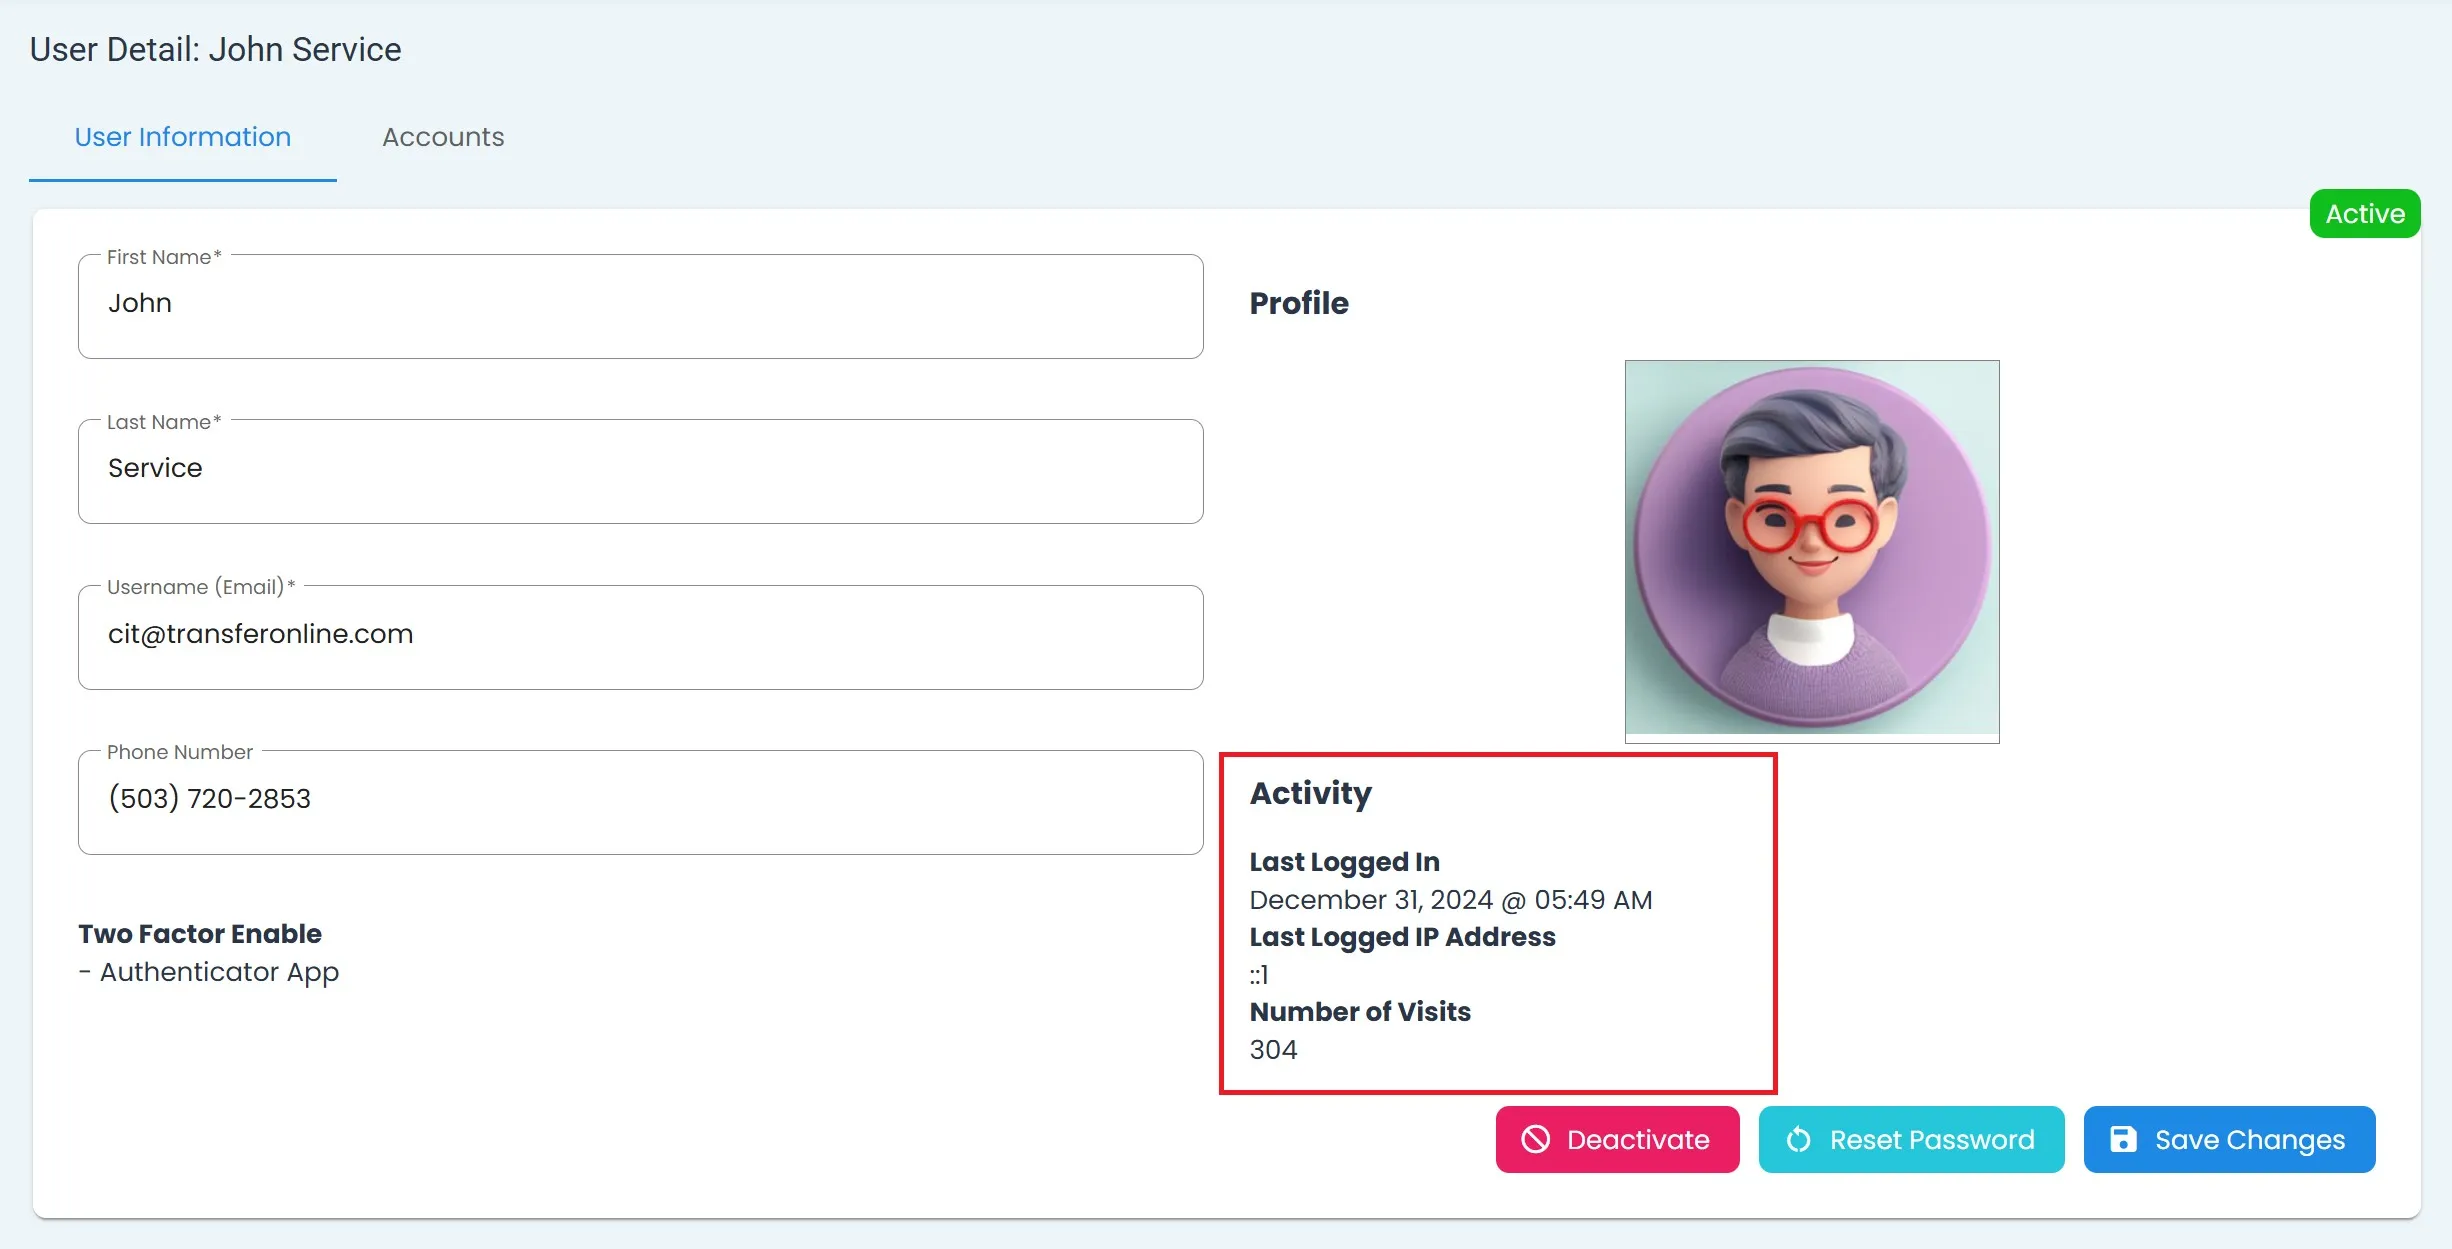 User Detail: John Service
User Information
Accounts
Active
First Name*
John
Last Name*
Service
Username (Email)*
cit@transferonline.com
Phone Number
(503) 720-2853
Two Factor Enable
- Authenticator App
Profile
Activity
Last Logged In
December 31, 2024 @ 05:49 AM
Last Logged IP Address
::1
Number of Visits
304
Deactivate
Reset Password
Save Changes